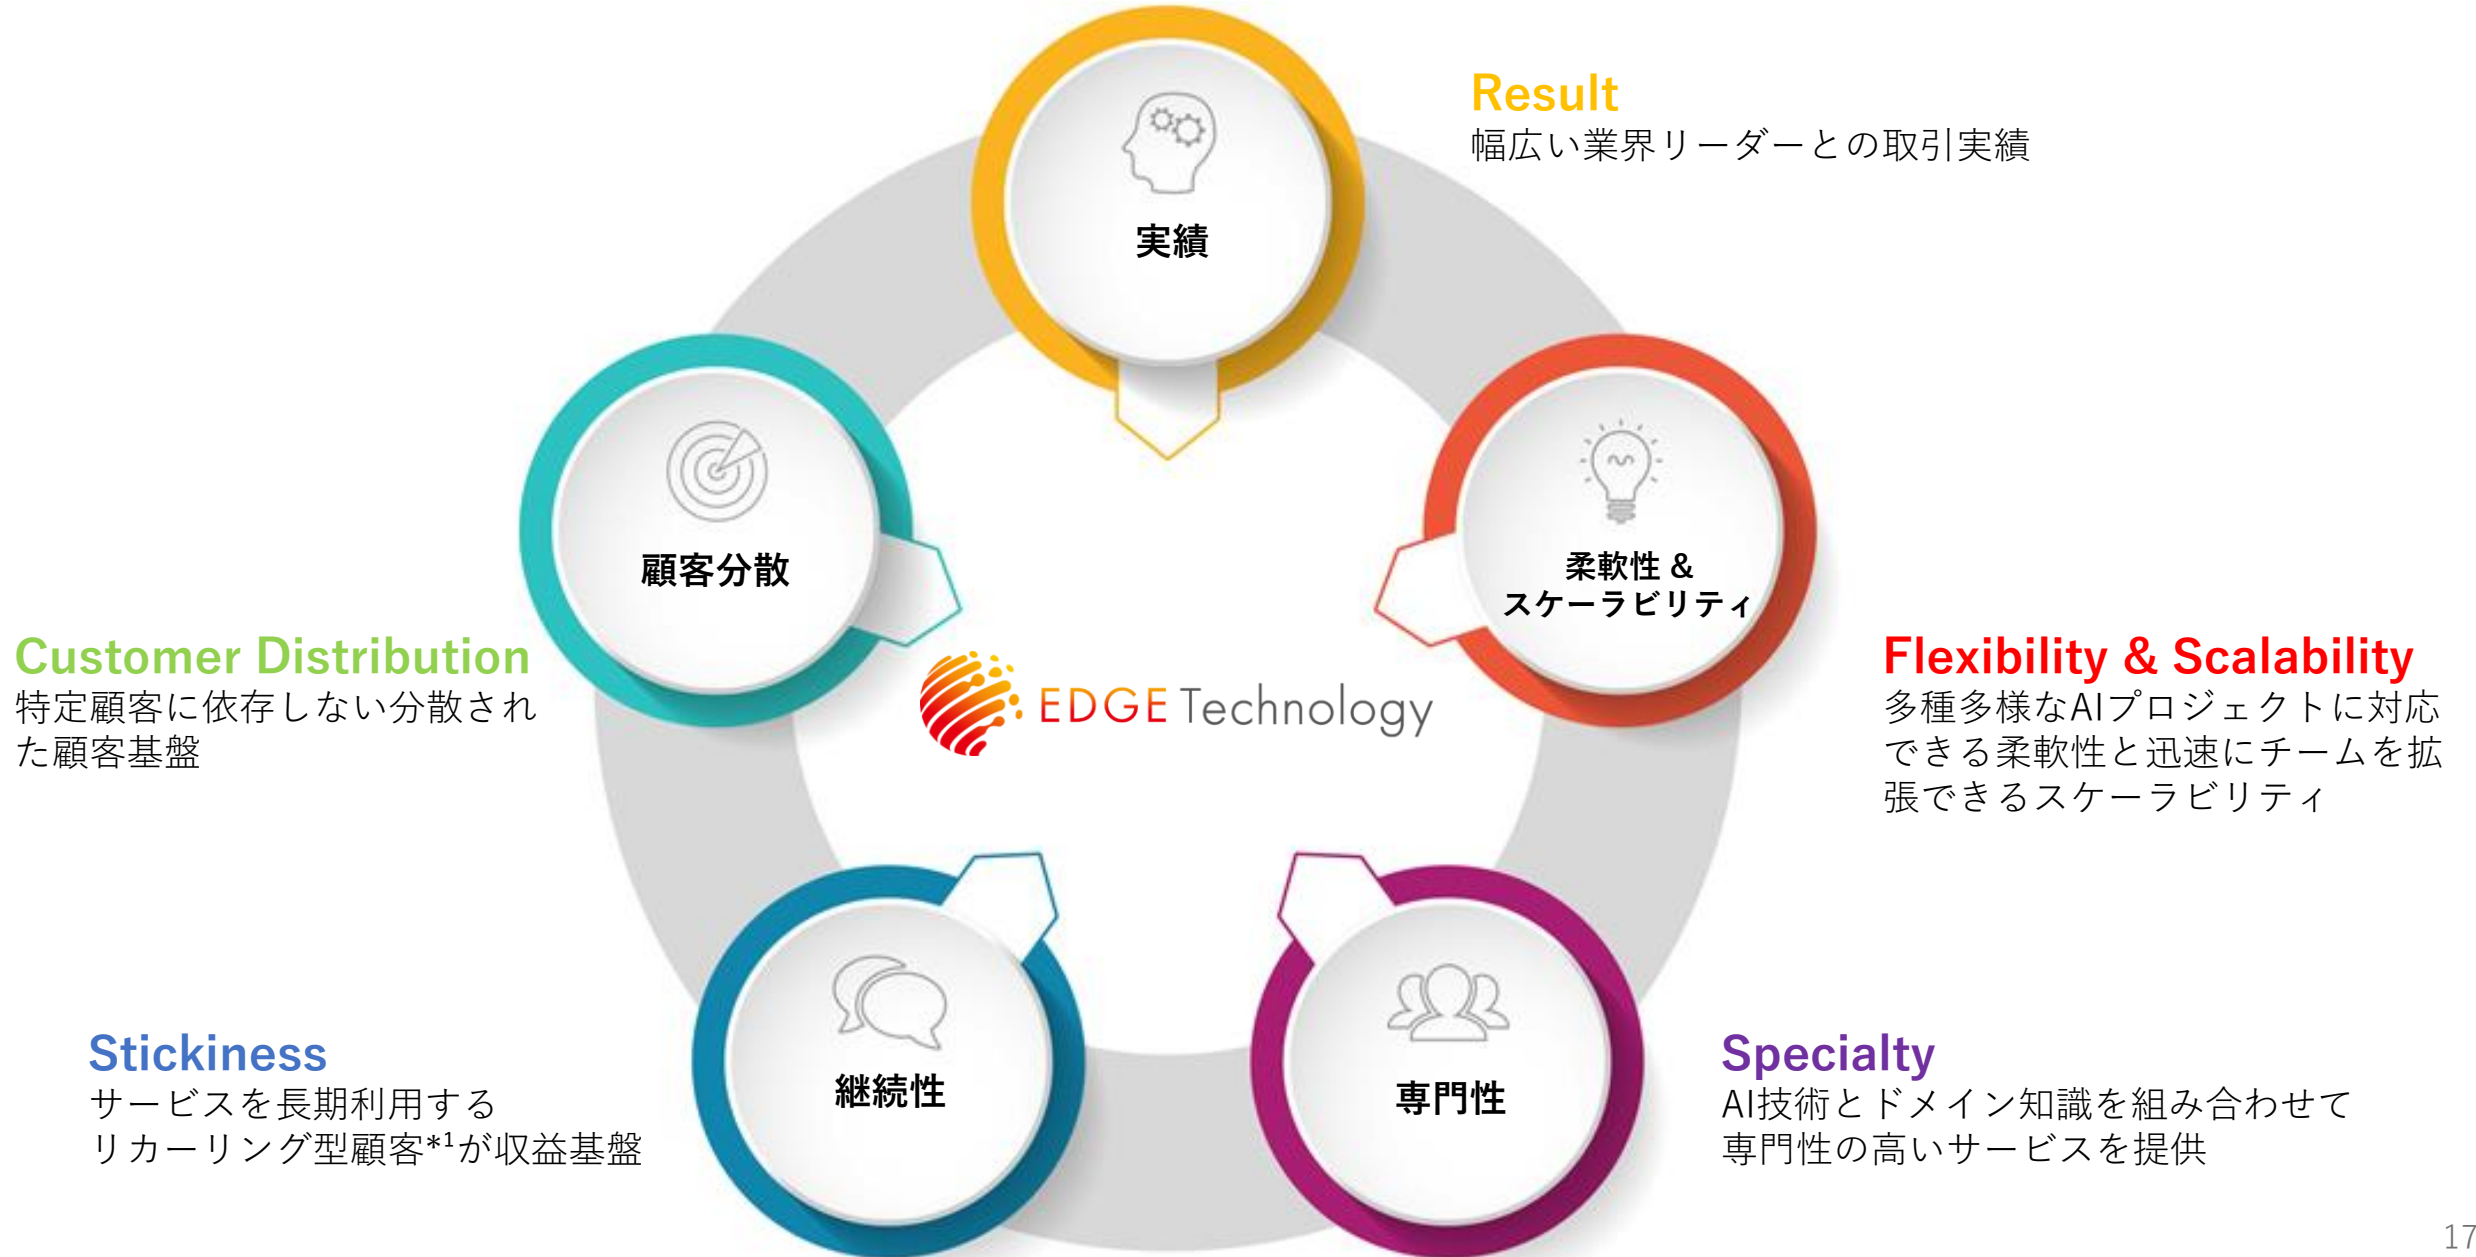 Result
幅広い業界リーダーとの取引実績
実績
柔軟性 &
スケーラビリティ
Flexibility & Scalability
多種多様なAIプロジェクトに対応
できる柔軟性と迅速にチームを拡
張できるスケーラビリティ
顧客分散
Customer Distribution
特定顧客に依存しない分散され
た顧客基盤
EDGE Technology
継続性
Stickiness
サービスを長期利用する
リカーリング型顧客*1が収益基盤
専門性
Specialty
AI技術とドメイン知識を組み合わせて
専門性の高いサービスを提供
17